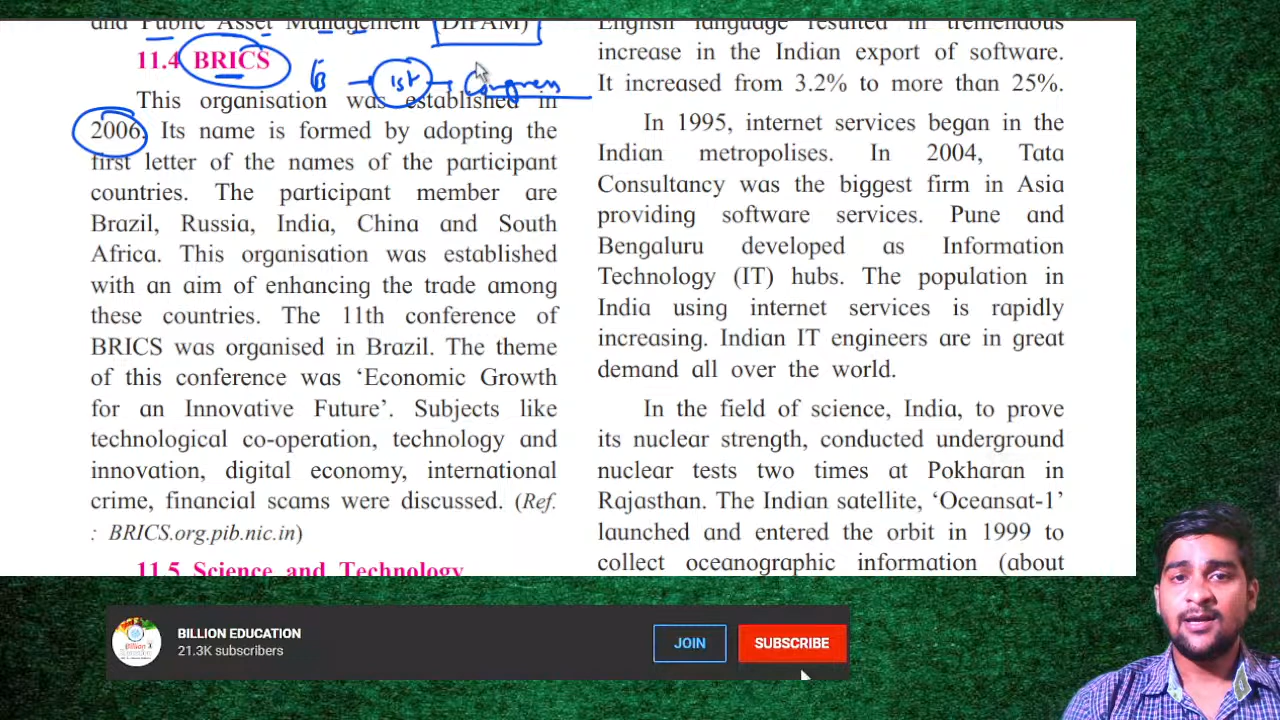 and Public Asset Management (DIPAM)
11.4 BRICS
B → 1st → Congress
This organisation was established in
2006. Its name is formed by adopting the
first letter of the names of the participant
countries. The participant member are
Brazil, Russia, India, China and South
Africa. This organisation was established
with an aim of enhancing the trade among
these countries. The 11th conference of
BRICS was organised in Brazil. The theme
of this conference was ‘Economic Growth
for an Innovative Future’. Subjects like
technological co-operation, technology and
innovation, digital economy, international
crime, financial scams were discussed. (Ref.
: BRICS.org.pib.nic.in)
11.5 Science and Technology
English language resulted in tremendous
increase in the Indian export of software.
It increased from 3.2% to more than 25%.
In 1995, internet services began in the
Indian metropolises. In 2004, Tata
Consultancy was the biggest firm in Asia
providing software services. Pune and
Bengaluru developed as Information
Technology (IT) hubs. The population in
India using internet services is rapidly
increasing. Indian IT engineers are in great
demand all over the world.
In the field of science, India, to prove
its nuclear strength, conducted underground
nuclear tests two times at Pokharan in
Rajasthan. The Indian satellite, ‘Oceansat-1’
launched and entered the orbit in 1999 to
collect oceanographic information (about
BILLION EDUCATION
21.3K subscribers
JOIN
SUBSCRIBE